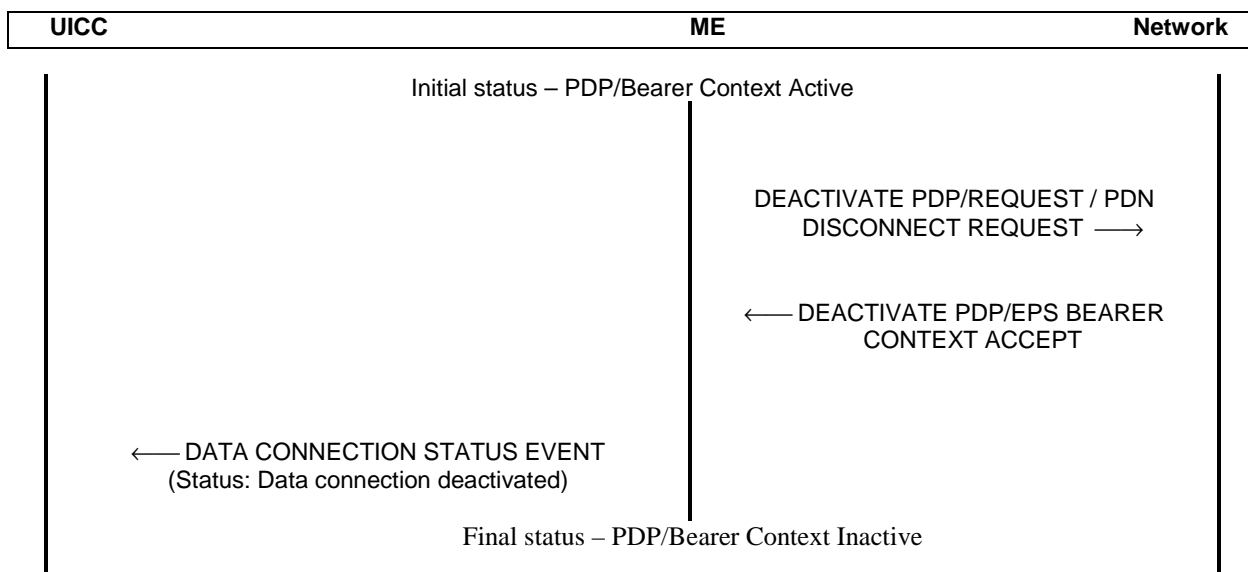 UICC ME Network
Initial status – PDP/Bearer Context Active
DEACTIVATE PDP/REQUEST / PDN
DISCONNECT REQUEST ⟶
⟵ DEACTIVATE PDP/EPS BEARER
CONTEXT ACCEPT
⟵ DATA CONNECTION STATUS EVENT
(Status: Data connection deactivated)
Final status – PDP/Bearer Context Inactive